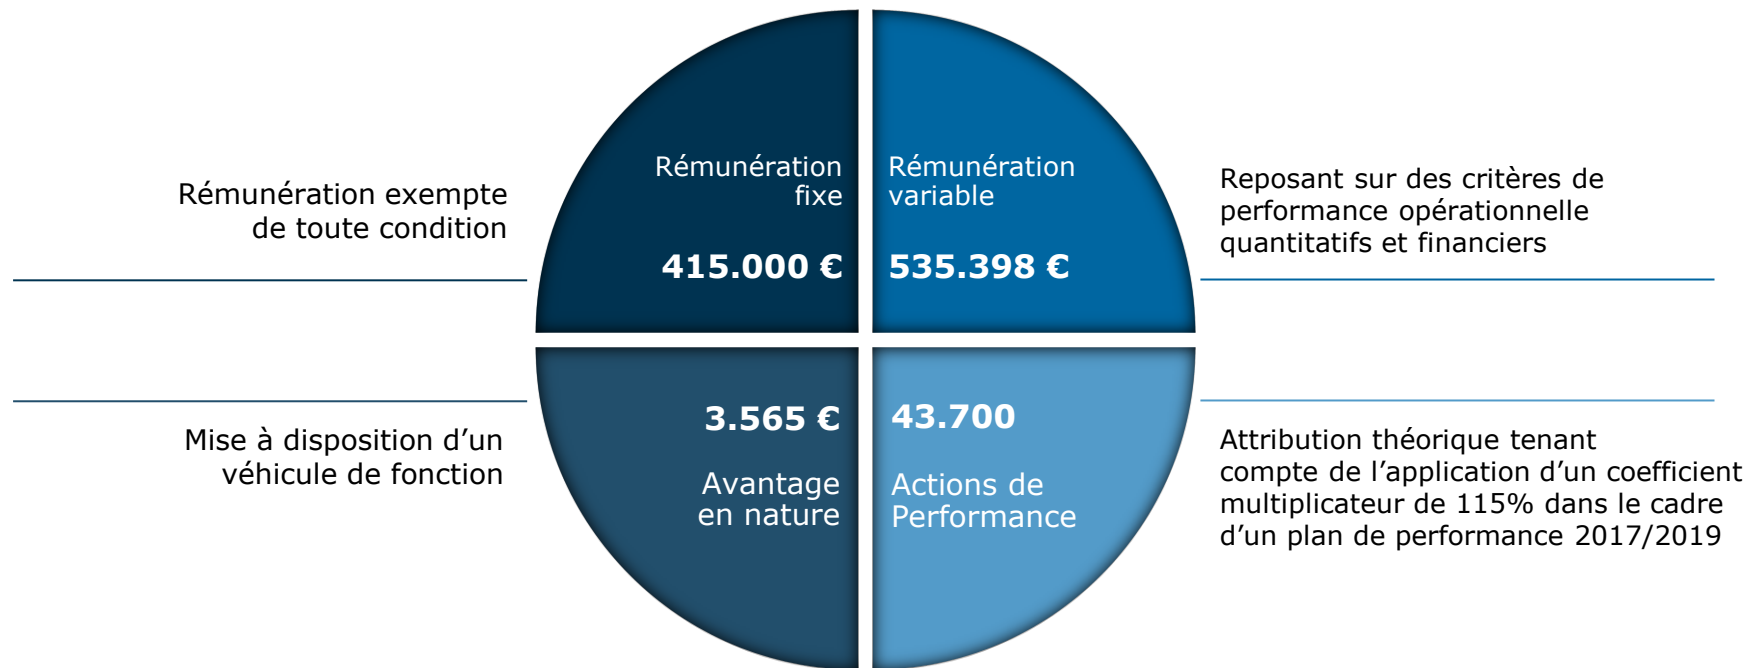 Rémunération exempte
de toute condition
Rémunération
fixe
415.000 €
Rémunération
variable
535.398 €
Reposant sur des critères de
performance opérationnelle
quantitatifs et financiers
Mise à disposition d’un
véhicule de fonction
3.565 €
Avantage
en nature
43.700
Actions de
Performance
Attribution théorique tenant
compte de l’application d’un coefficient
multiplicateur de 115% dans le cadre
d’un plan de performance 2017/2019